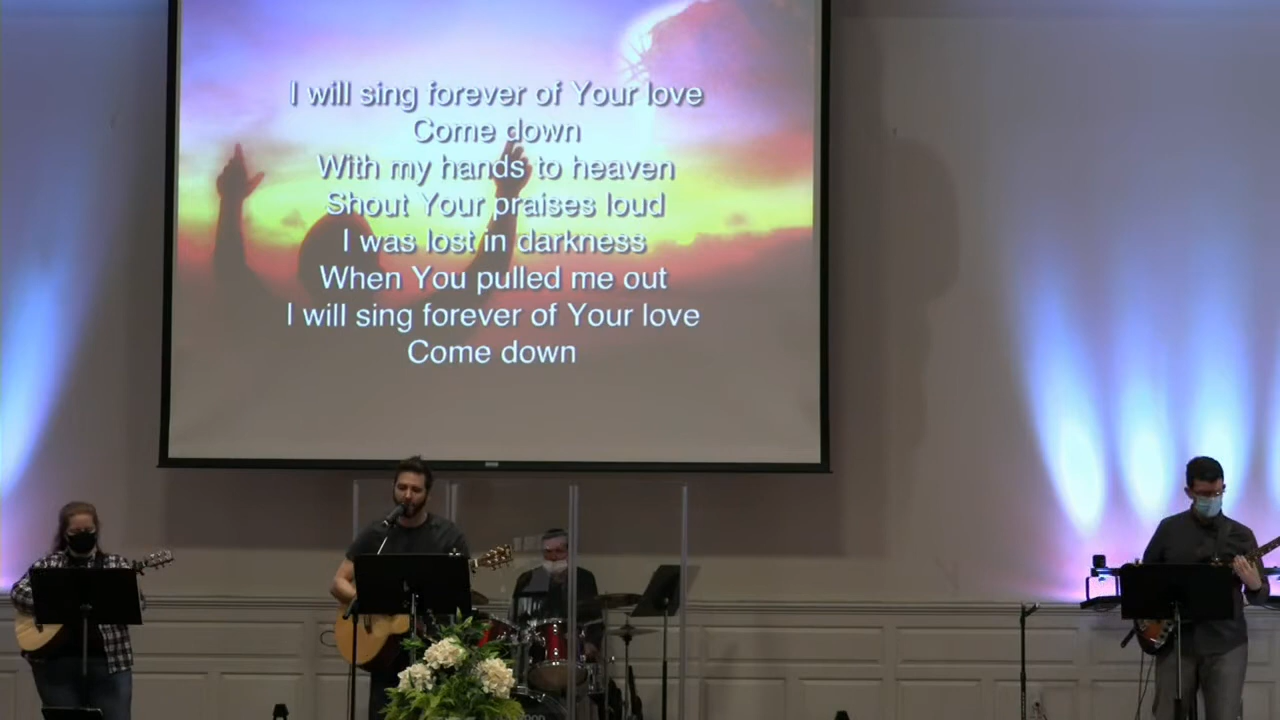 I will sing forever of Your love
Come down
With my hands to heaven
Shout Your praises loud
I was lost in darkness
When You pulled me out
I will sing forever of Your love
Come down